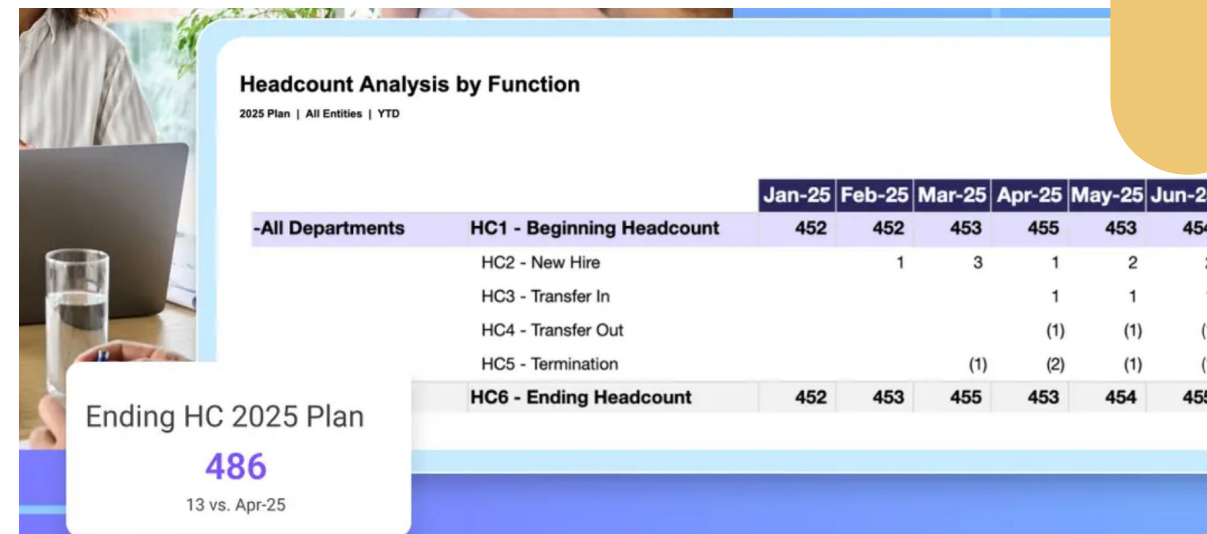 Headcount Analysis by Function
2025 Plan | All Entities | YTD
Jan-25 Feb-25 Mar-25 Apr-25 May-25
-All Departments HC1 - Beginning Headcount 452 452 453 455 453
HC2 - New Hire 1 3 1 2
HC3 - Transfer In 1 1
HC4 - Transfer Out (1) (1)
HC5 - Termination (1) (2) (1)
HC6 - Ending Headcount 452 453 455 453 454
Ending HC 2025 Plan
486
13 vs. Apr-25